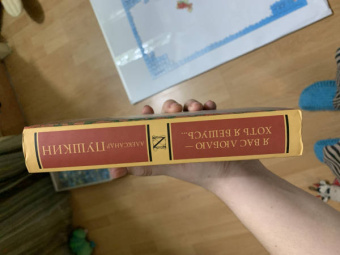 Я ВАС ЛЮБЛЮ –
ХОТЬ Я БЕШУСЬ...
N
АЛЕКСАНДР ПУШКИН